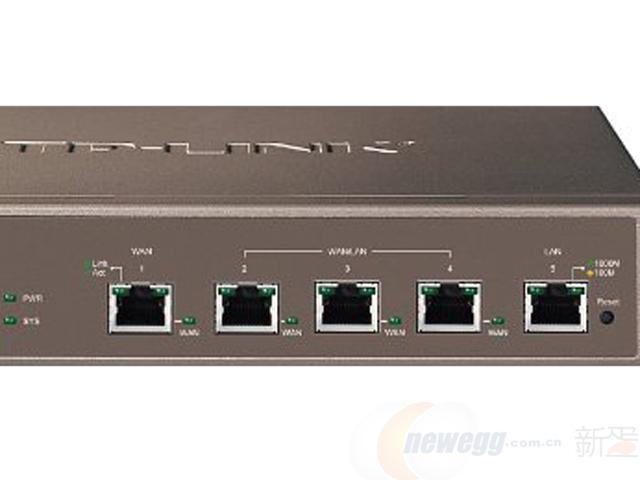 TP-LINK
WAN WAN/LAN LAN
Link
Act 1 2 3 4 5 1000M
100M
PWR
SYS
WAN WAN WAN WAN
Reset
newegg.com.cn 新蛋